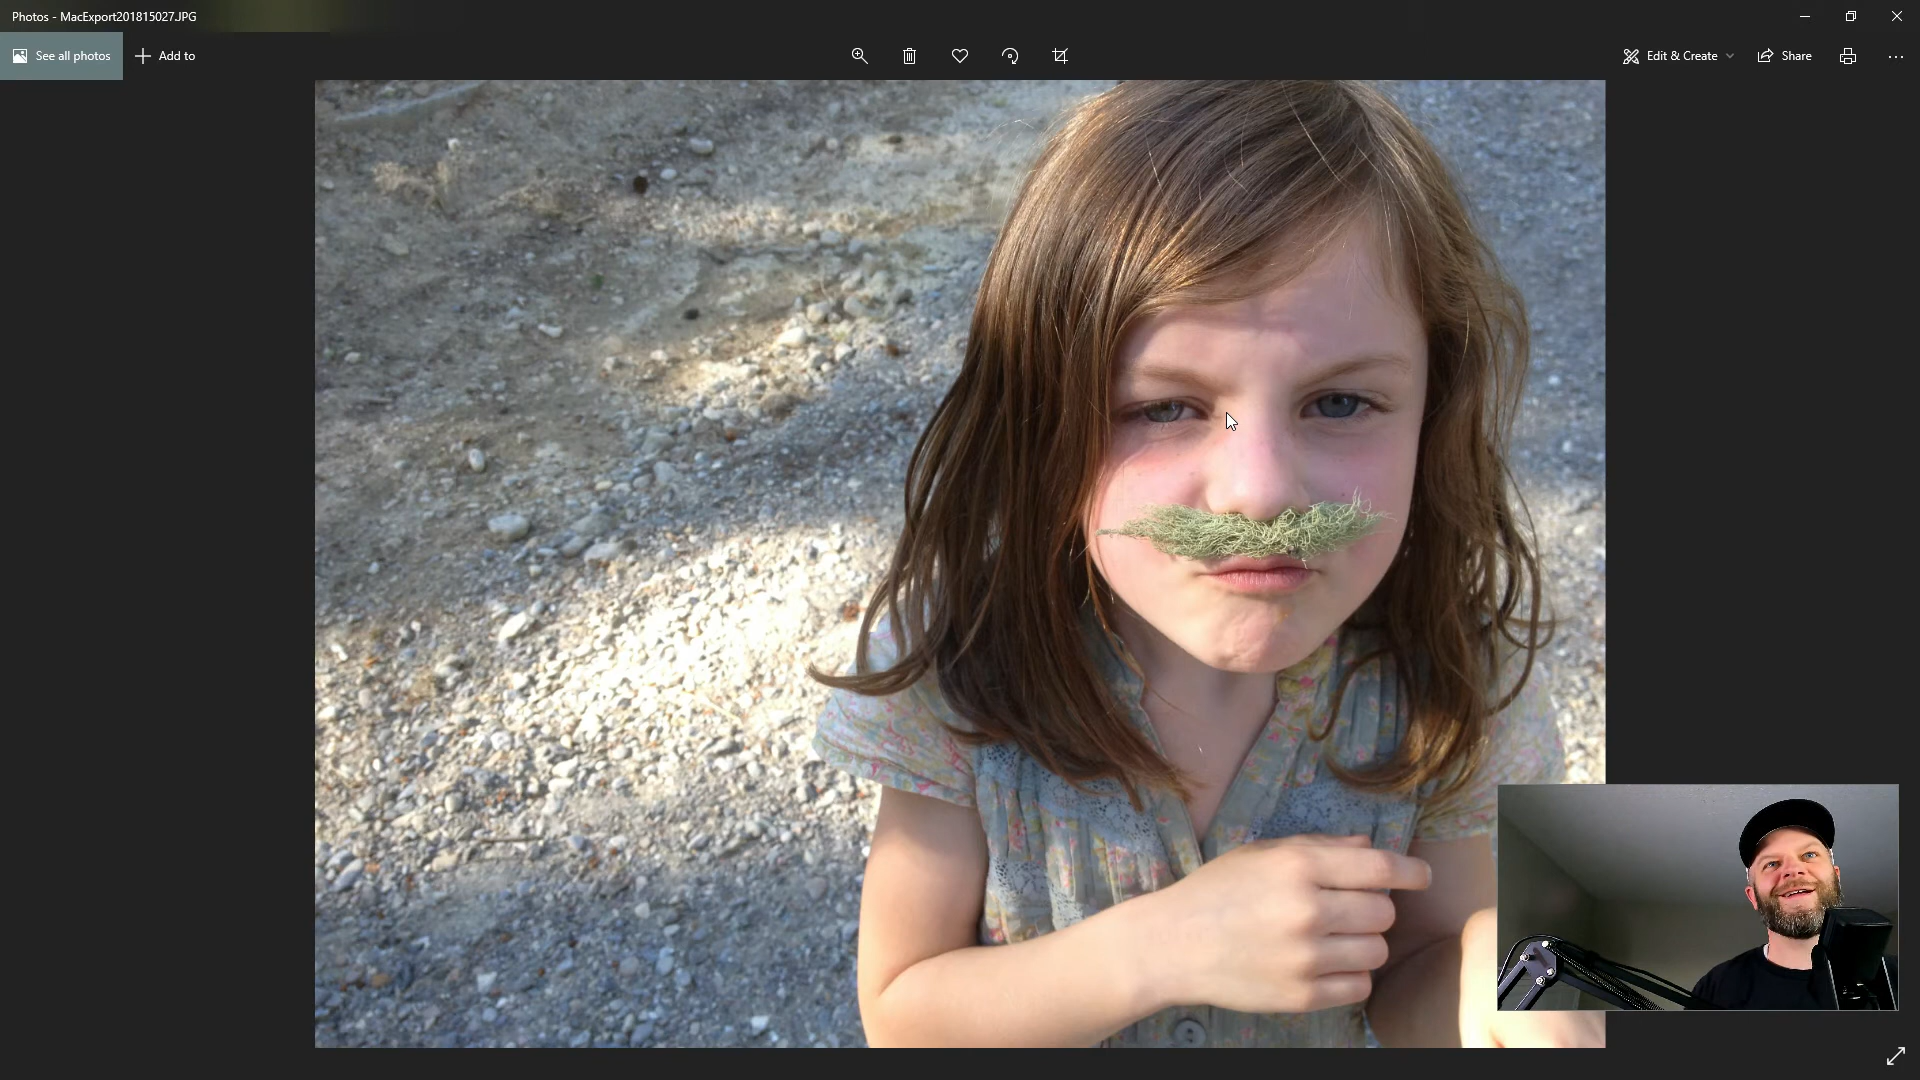 Photos - MacExport201815027.JPG
See all photos
Add to
Edit & Create
Share